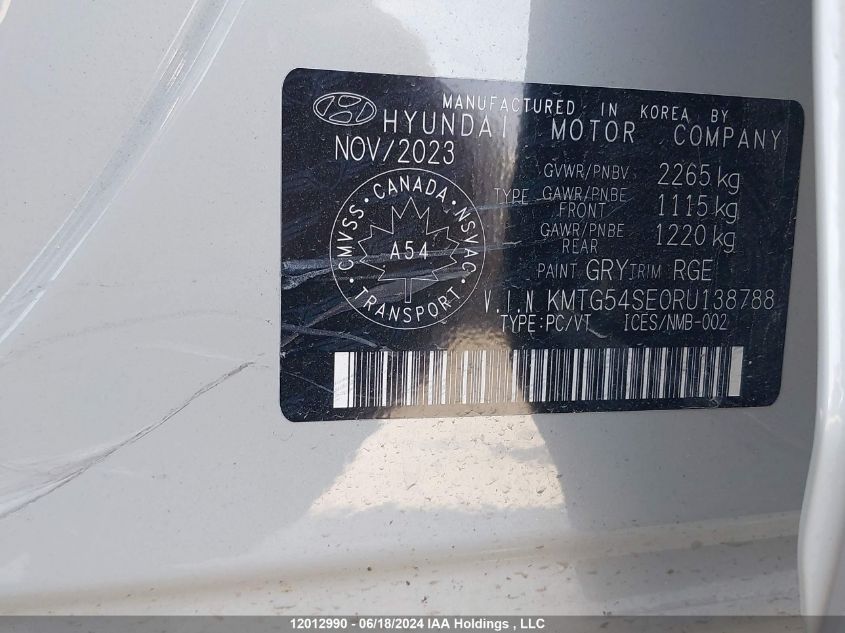 MANUFACTURED IN KOREA BY
HYUNDAI MOTOR COMPANY
NOV/2023
GVWR/PNBV 2265 kg
TYPE GAWR/PNBE FRONT 1115 kg
GAWR/PNBE REAR 1220 kg
PAINT GRY TRIM RGE
CMVSS • CANADA • NSVAC • TRANSPORT •
A54
V.I.N KMTG54SE0RU138788
TYPE:PC/VT ICES/NMB-002
12012990 - 06/18/2024 IAA Holdings , LLC